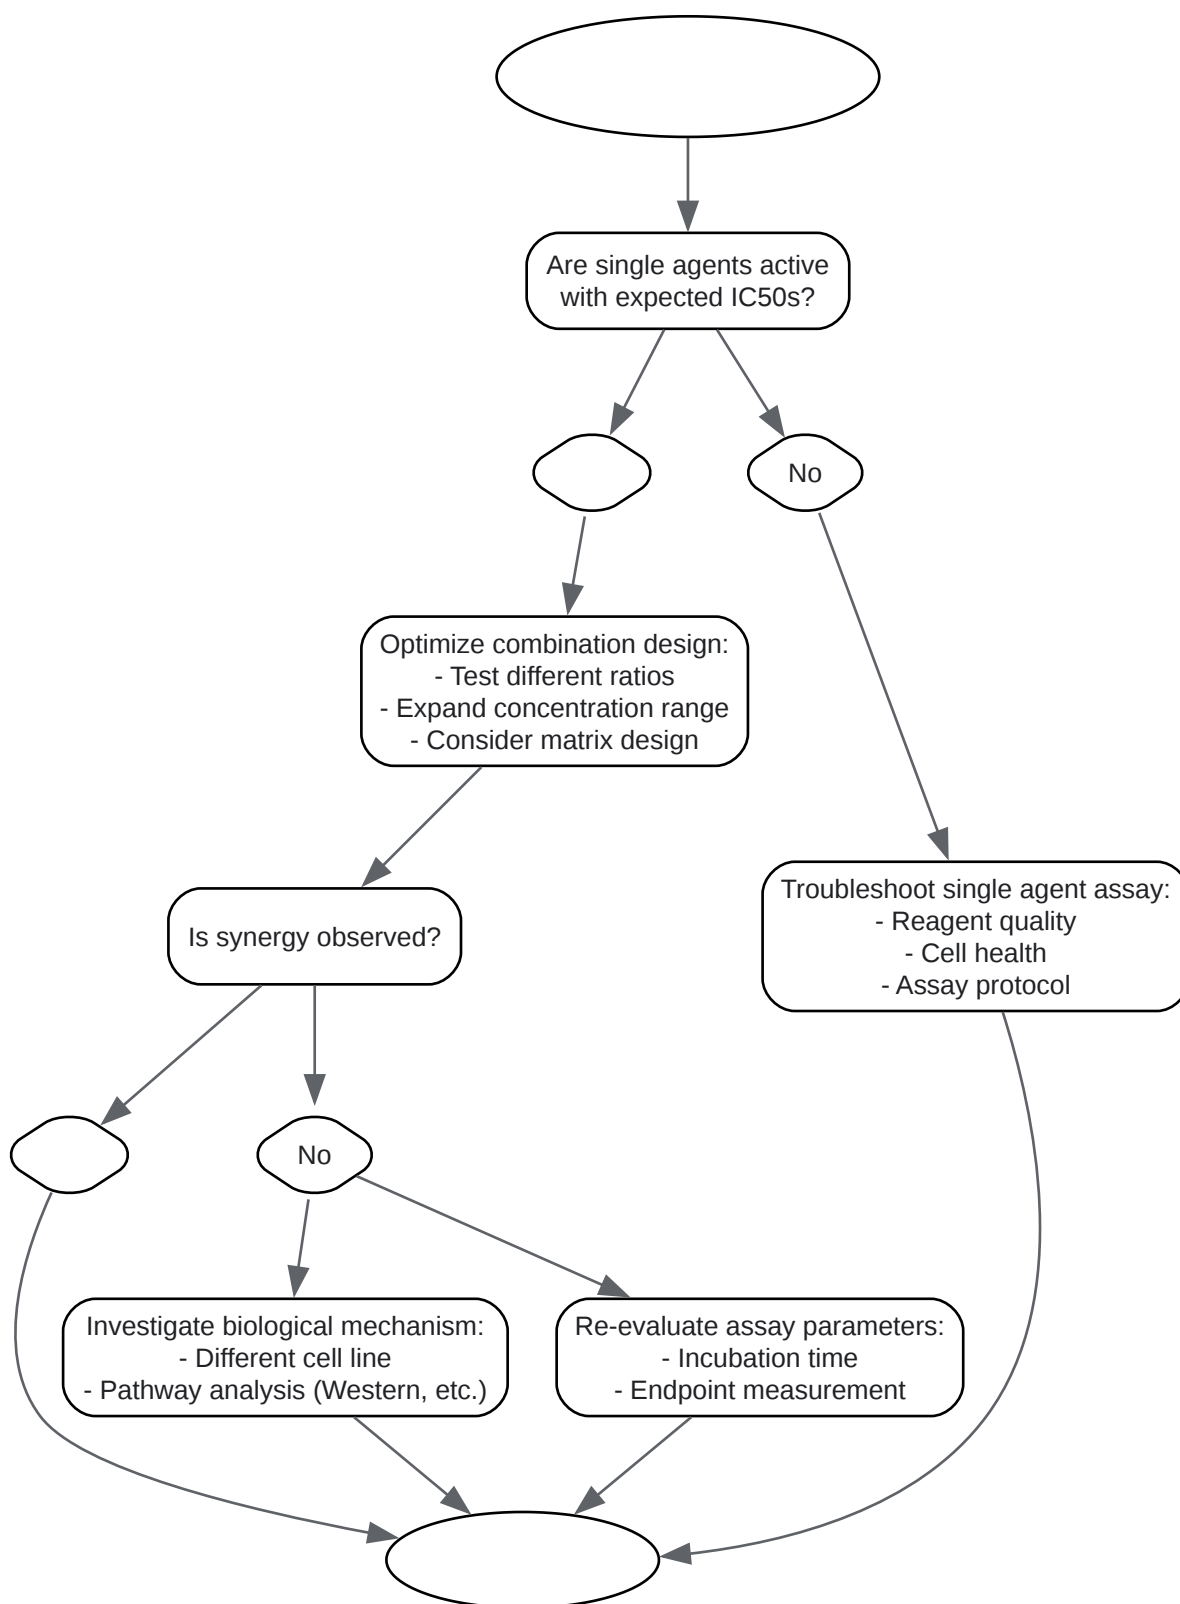 Are single agents active
with expected IC50s?
No
Optimize combination design:
- Test different ratios
- Expand concentration range
- Consider matrix design
Troubleshoot single agent assay:
- Reagent quality
- Cell health
- Assay protocol
Is synergy observed?
No
Investigate biological mechanism:
- Different cell line
- Pathway analysis (Western, etc.)
Re-evaluate assay parameters:
- Incubation time
- Endpoint measurement